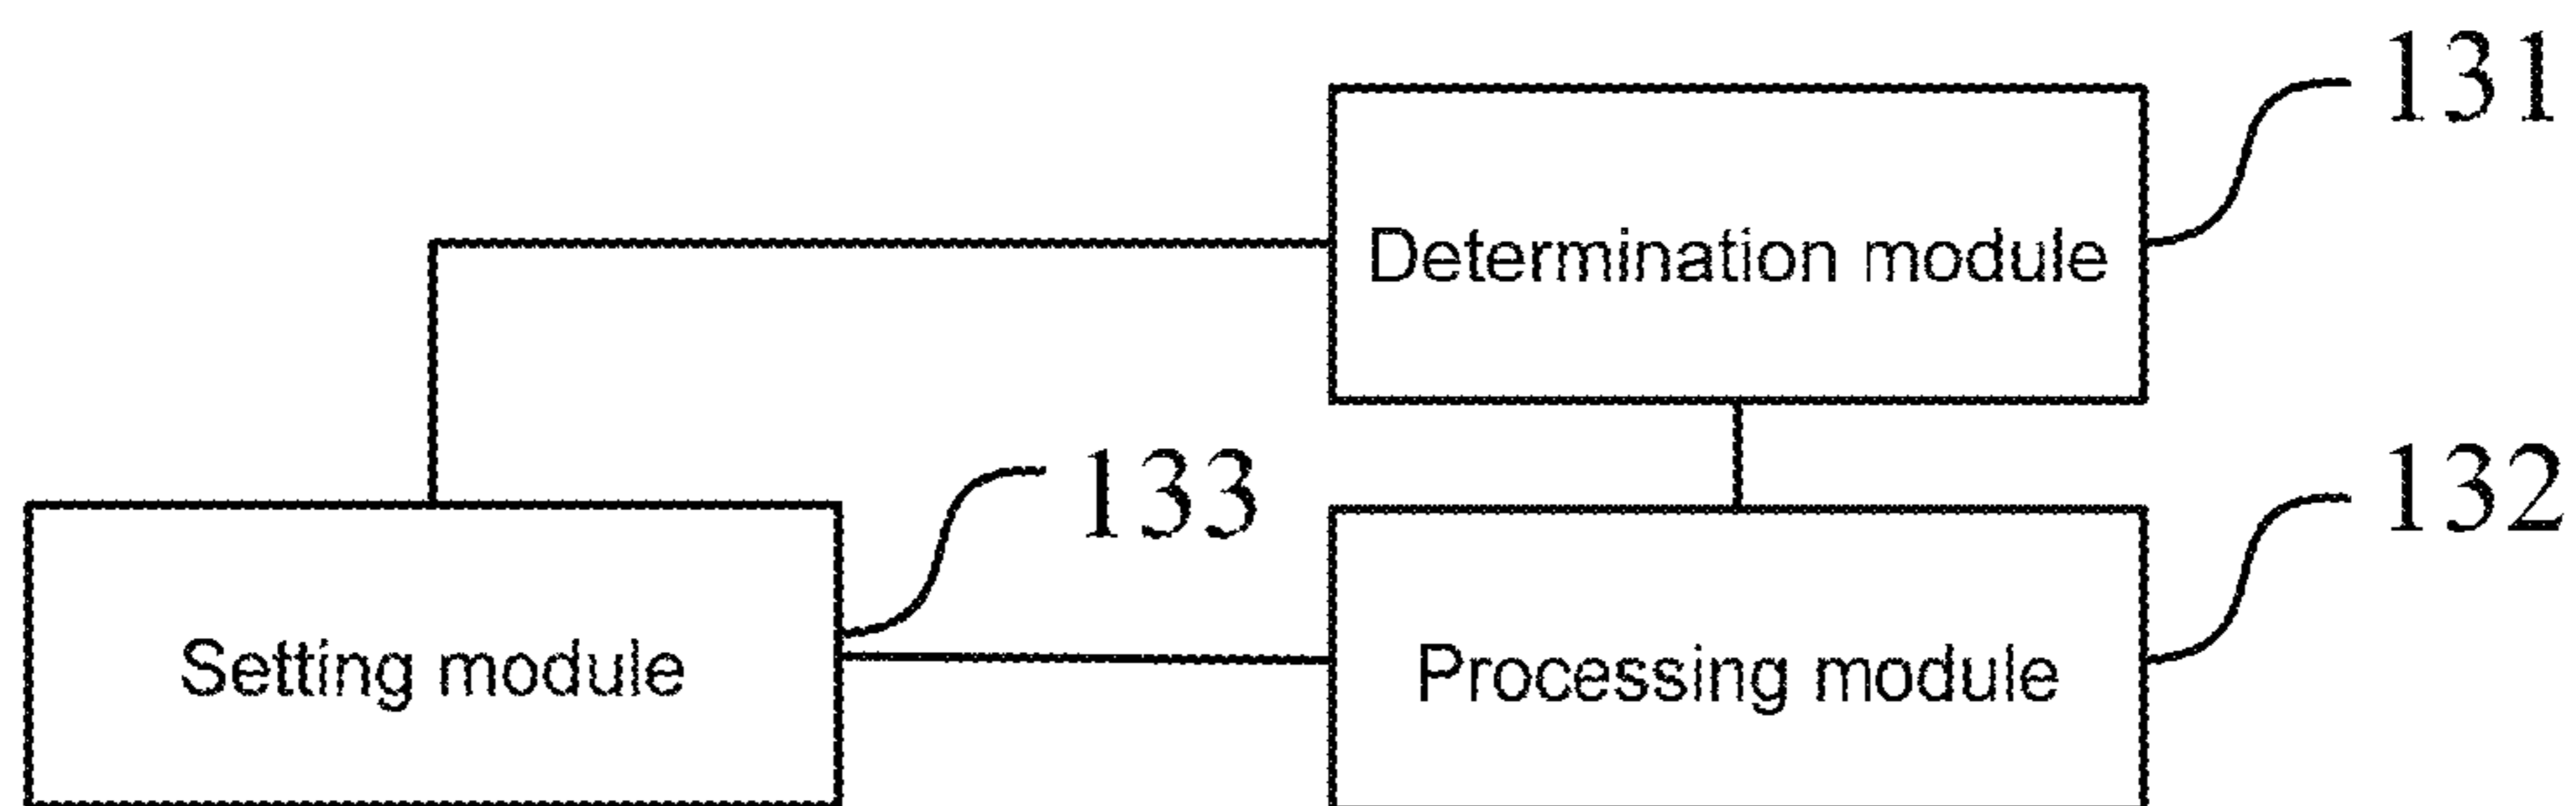 131
Determination module
133
132
Setting module
Processing module